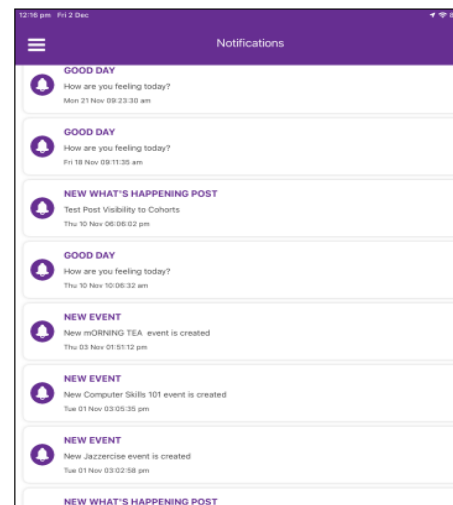 12:16 pm Fri 2 Dec
Notifications
GOOD DAY
How are you feeling today?
Mon 21 Nov 09:23:30 am
GOOD DAY
How are you feeling today?
Fri 18 Nov 09:11:35 am
NEW WHAT'S HAPPENING POST
Test Post Visibility to Cohorts
Thu 10 Nov 06:06:02 pm
GOOD DAY
How are you feeling today?
Thu 10 Nov 10:06:32 am
NEW EVENT
New mORNING TEA event is created
Thu 03 Nov 01:51:12 pm
NEW EVENT
New Computer Skills 101 event is created
Tue 01 Nov 03:05:35 pm
NEW EVENT
New Jazzercise event is created
Tue 01 Nov 03:02:58 pm
NEW WHAT'S HAPPENING POST